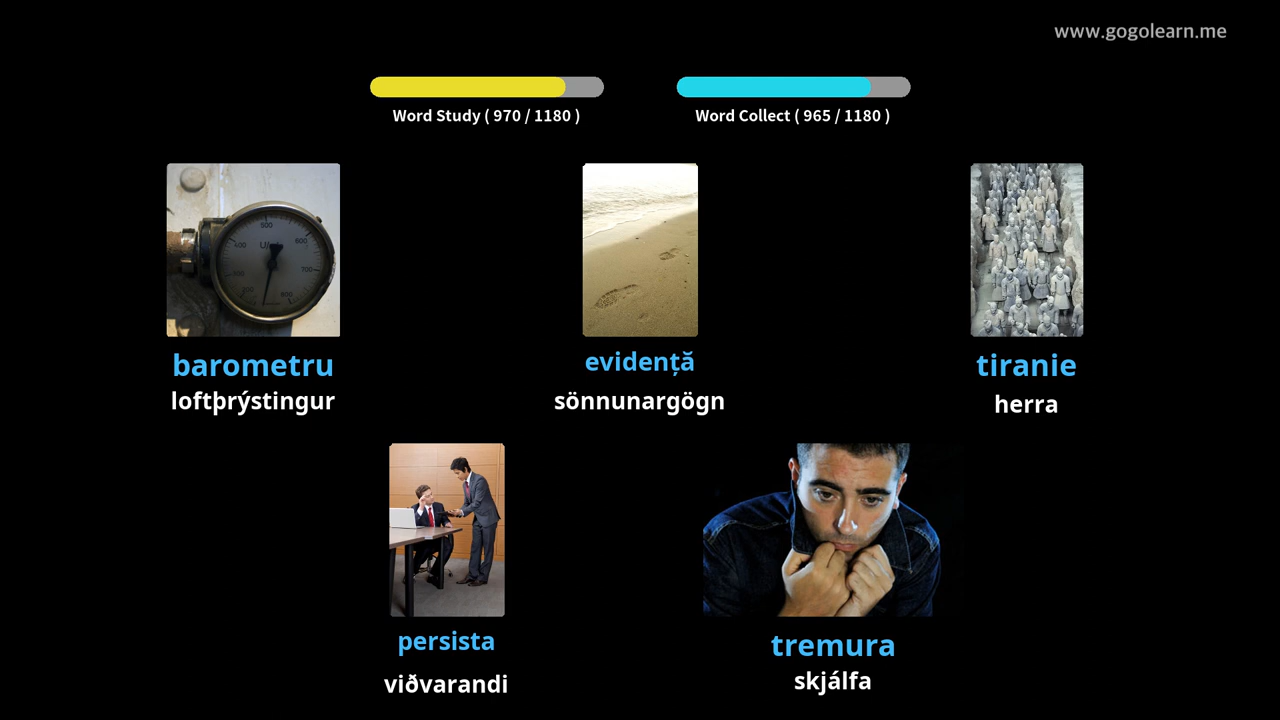 www.gogolearn.me
Word Study ( 970 / 1180 )
Word Collect ( 965 / 1180 )
barometru
loftþrýstingur
evidență
sönnunargögn
tiranie
herra
persista
viðvarandi
tremura
skjálfa